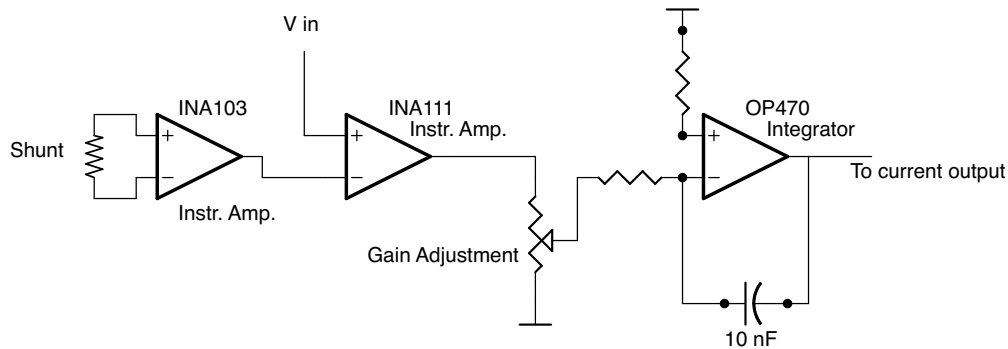 V in
INA103
INA111
Instr. Amp.
OP470
Integrator
Shunt
+
−
+
−
+
−
To current output
Instr. Amp.
Gain Adjustment
10 nF